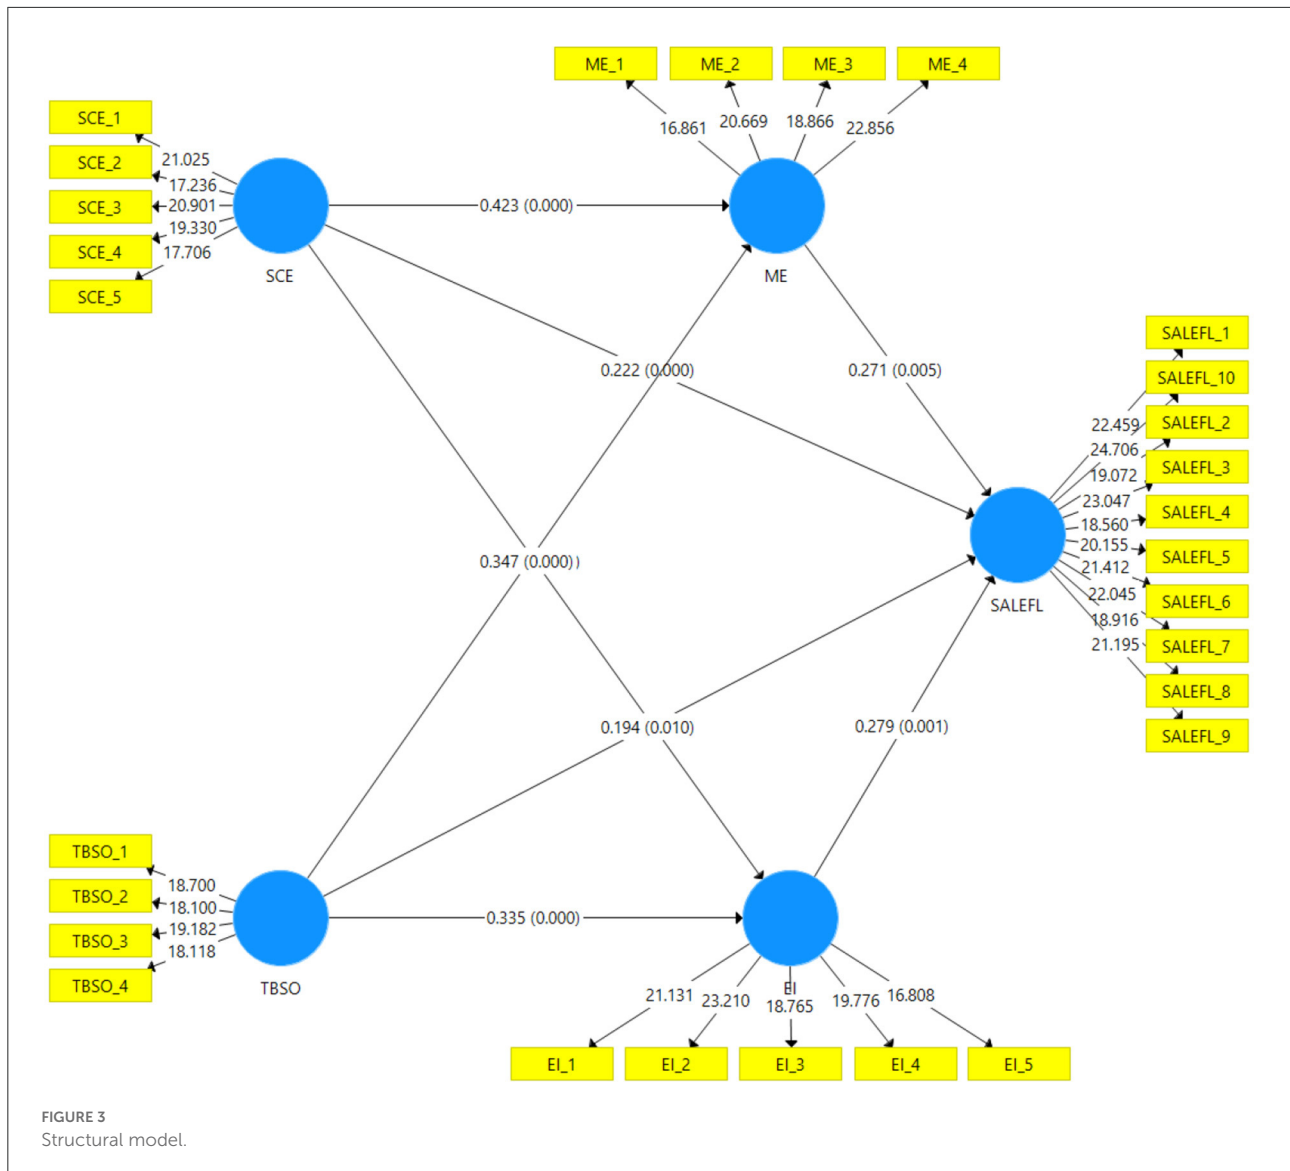 ME_1
ME_2
ME_3
ME_4
16.861
20.669
18.866
22.856
ME
SCE_1
SCE_2
SCE_3
SCE_4
SCE_5
21.025
17.236
20.901
19.330
17.706
SCE
0.423 (0.000)
0.222 (0.000)
0.271 (0.005)
0.347 (0.000)
0.194 (0.010)
0.279 (0.001)
0.335 (0.000)
SALEFL_1
SALEFL_10
SALEFL_2
SALEFL_3
SALEFL_4
SALEFL_5
SALEFL_6
SALEFL_7
SALEFL_8
SALEFL_9
22.459
24.706
19.072
23.047
18.560
20.155
21.412
22.045
18.916
21.195
SALEFL
TBSO_1
TBSO_2
TBSO_3
TBSO_4
18.700
18.100
19.182
18.118
TBSO
EI
21.131
23.210
18.765
19.776
16.808
EI_1
EI_2
EI_3
EI_4
EI_5
FIGURE 3
Structural model.